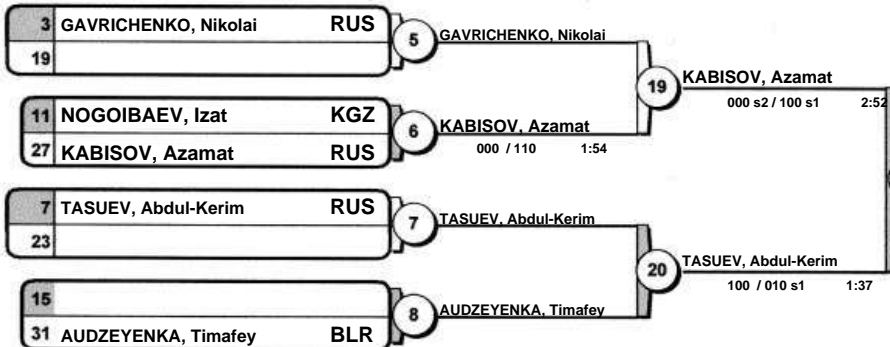 3 GAVRICHENKO, Nikolai RUS
19
5 GAVRICHENKO, Nikolai
11 NOGOIBAEV, Izat KGZ
27 KABISOV, Azamat RUS
6 KABISOV, Azamat
000 / 110 1:54
19 KABISOV, Azamat
000 s2 / 100 s1 2:52
7 TASUEV, Abdul-Kerim RUS
23
7 TASUEV, Abdul-Kerim
15
31 AUDZEYENKA, Timafey BLR
8 AUDZEYENKA, Timafey
20 TASUEV, Abdul-Kerim
100 / 010 s1 1:37